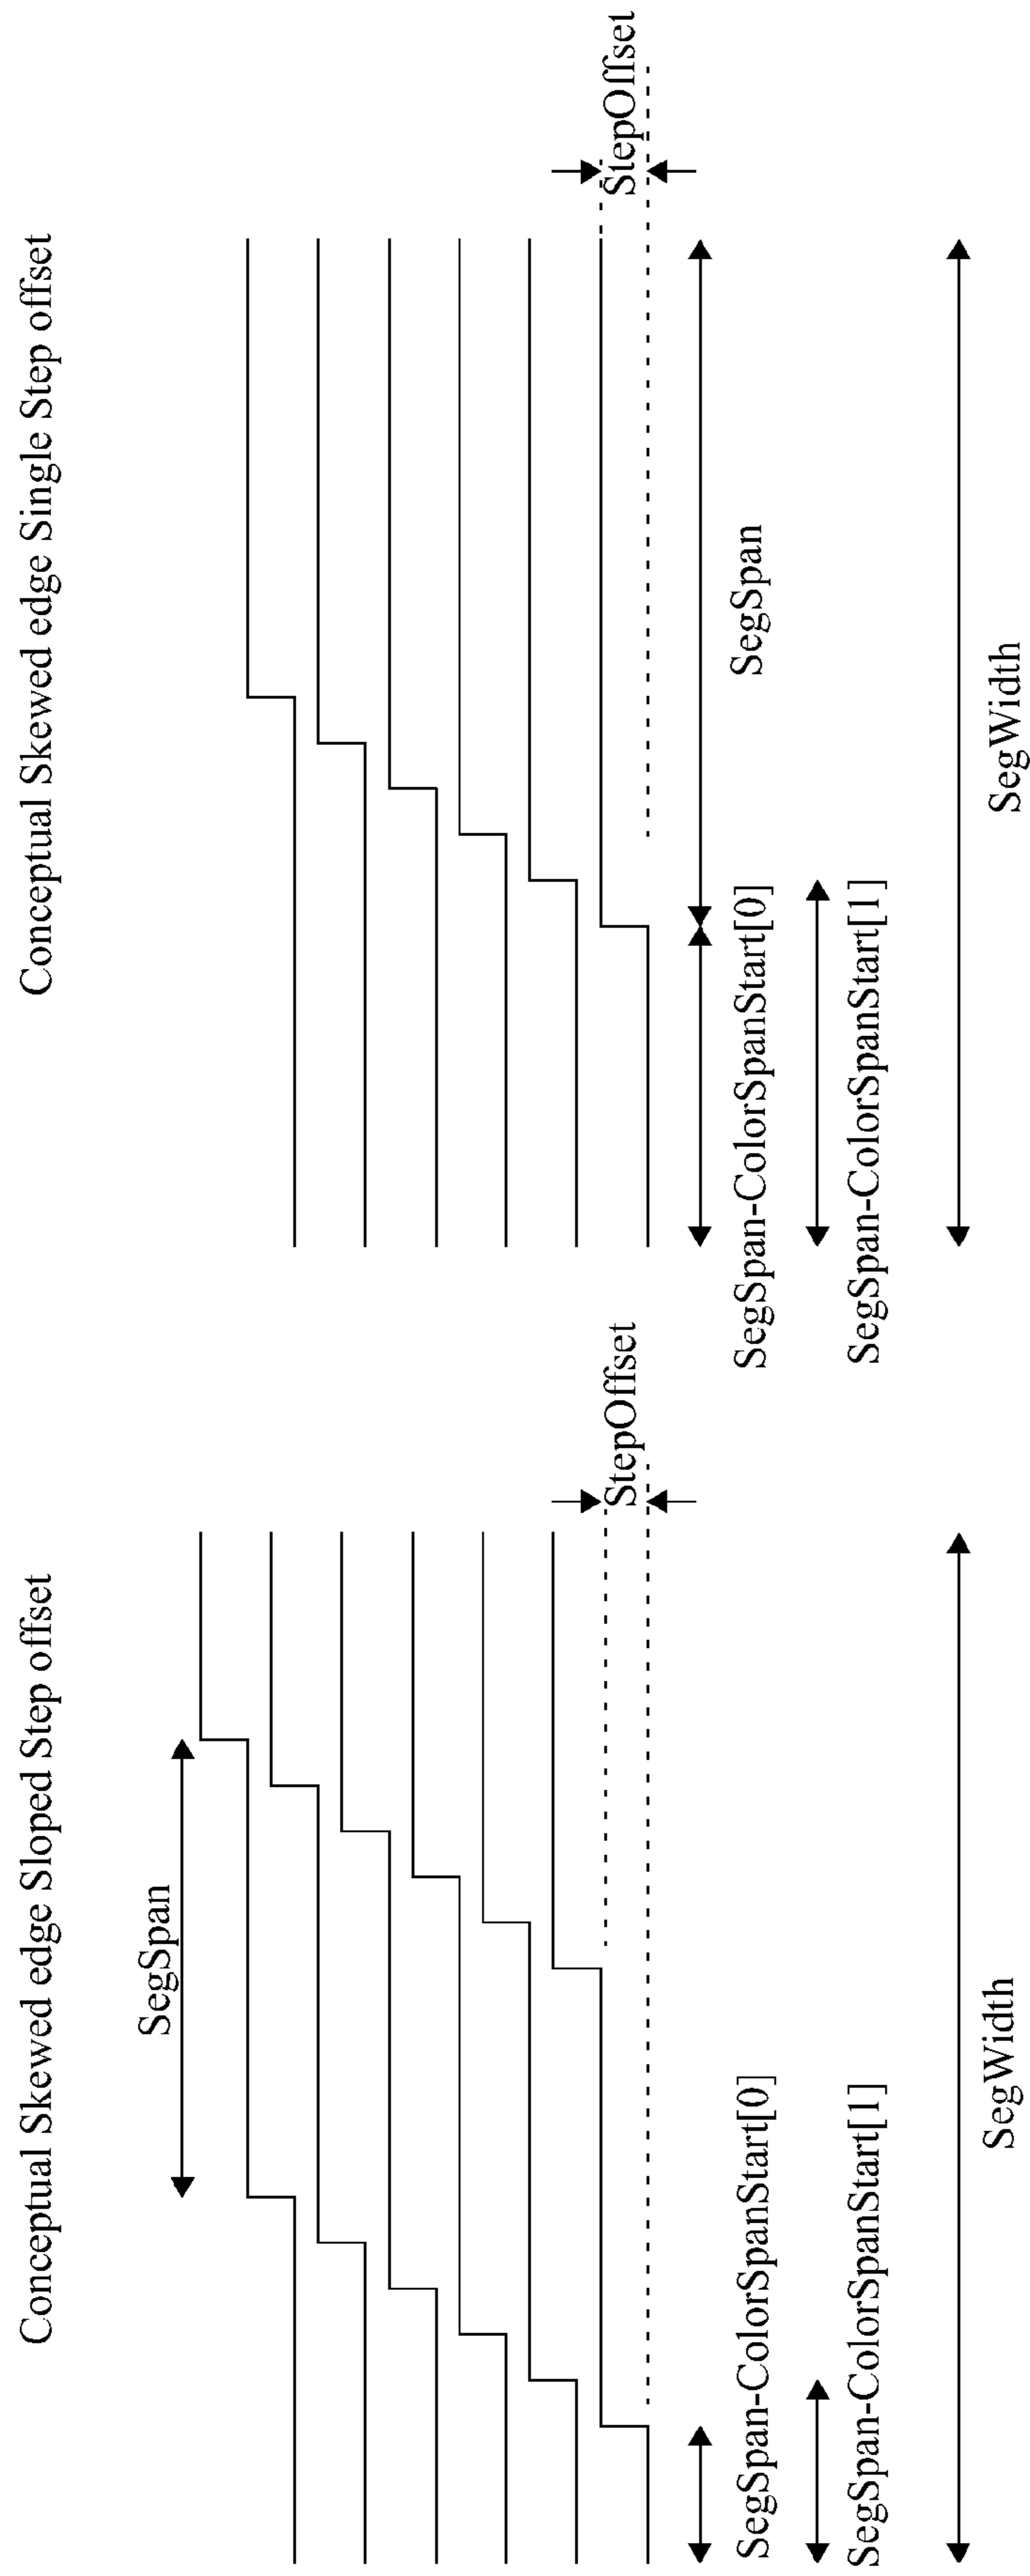 Conceptual Skewed edge Sloped Step offset
SegSpan
StepOffset
SegSpan-ColorSpanStart[0]
SegSpan-ColorSpanStart[1]
SegWidth
Conceptual Skewed edge Single Step offset
StepOffset
SegSpan
SegSpan-ColorSpanStart[0]
SegSpan-ColorSpanStart[1]
SegWidth